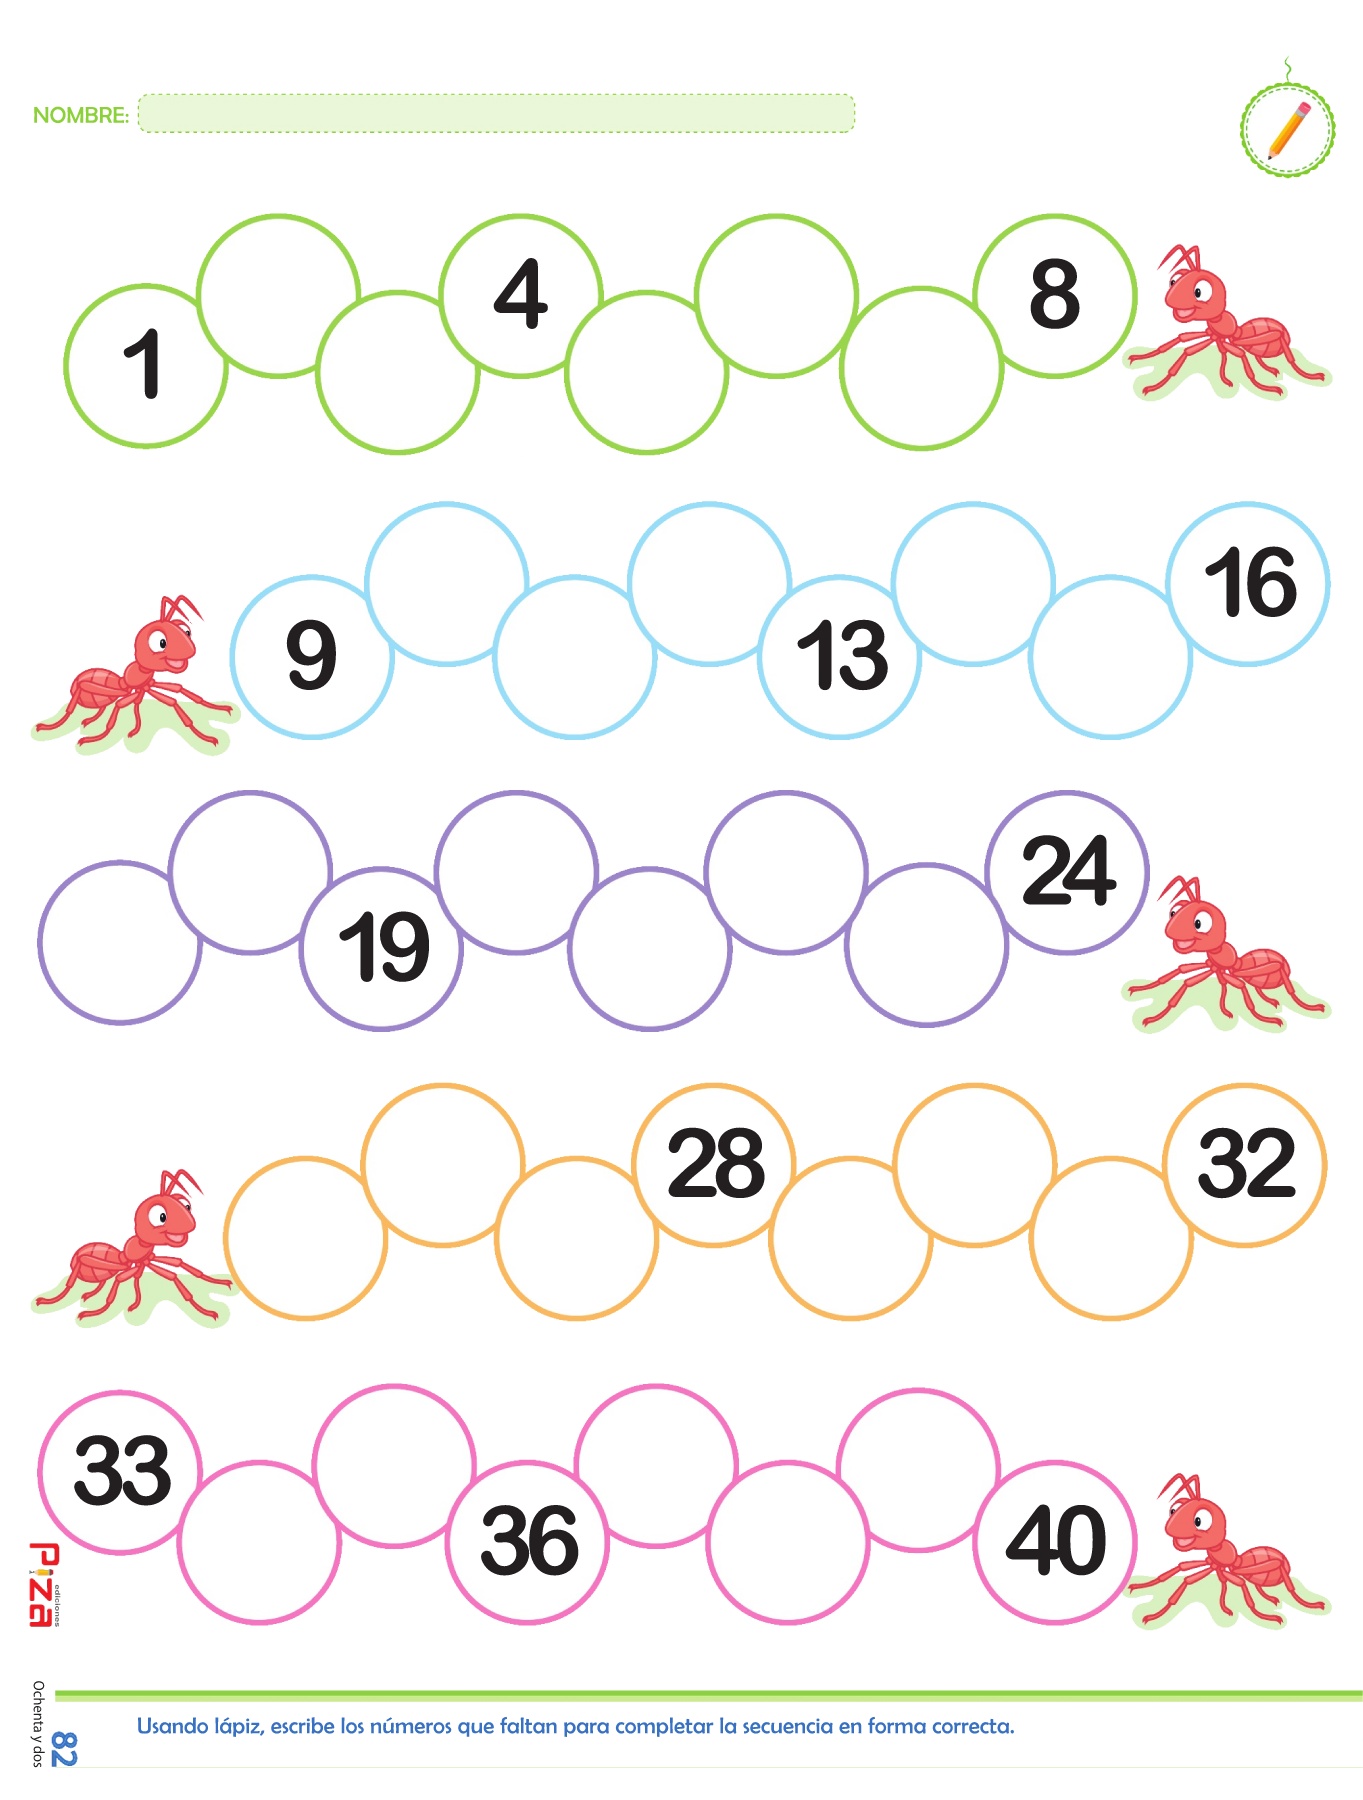 NOMBRE:
1 4 8
9 13 16
19 24
28 32
33 36 40
Piza
ediciones
Ochenta y dos
82
Usando lápiz, escribe los números que faltan para completar la secuencia en forma correcta.